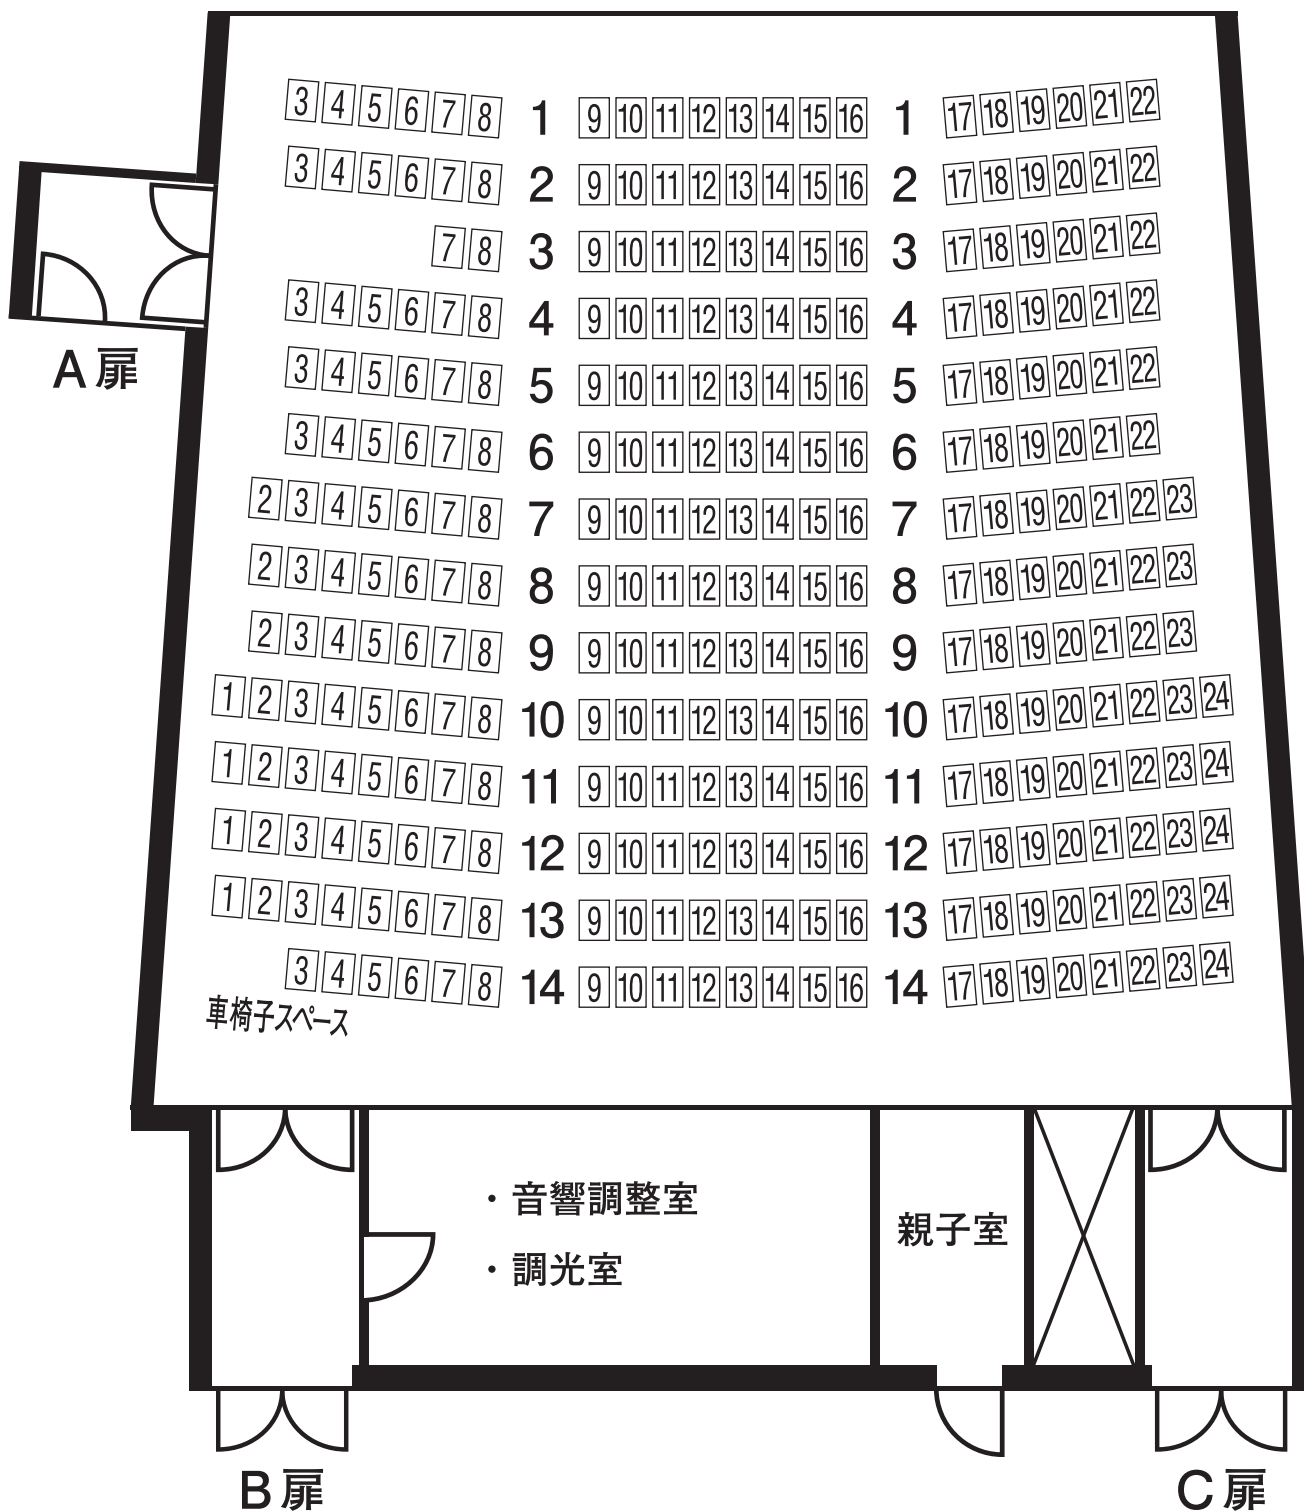 3 4 5 6 7 8 1 9 10 11 12 13 14 15 16 1 17 18 19 20 21 22
3 4 5 6 7 8 2 9 10 11 12 13 14 15 16 2 17 18 19 20 21 22
7 8 3 9 10 11 12 13 14 15 16 3 17 18 19 20 21 22
3 4 5 6 7 8 4 9 10 11 12 13 14 15 16 4 17 18 19 20 21 22
A扉
3 4 5 6 7 8 5 9 10 11 12 13 14 15 16 5 17 18 19 20 21 22
3 4 5 6 7 8 6 9 10 11 12 13 14 15 16 6 17 18 19 20 21 22
2 3 4 5 6 7 8 7 9 10 11 12 13 14 15 16 7 17 18 19 20 21 22 23
2 3 4 5 6 7 8 8 9 10 11 12 13 14 15 16 8 17 18 19 20 21 22 23
2 3 4 5 6 7 8 9 9 10 11 12 13 14 15 16 9 17 18 19 20 21 22 23
1 2 3 4 5 6 7 8 10 9 10 11 12 13 14 15 16 10 17 18 19 20 21 22 23 24
1 2 3 4 5 6 7 8 11 9 10 11 12 13 14 15 16 11 17 18 19 20 21 22 23 24
1 2 3 4 5 6 7 8 12 9 10 11 12 13 14 15 16 12 17 18 19 20 21 22 23 24
1 2 3 4 5 6 7 8 13 9 10 11 12 13 14 15 16 13 17 18 19 20 21 22 23 24
3 4 5 6 7 8 14 9 10 11 12 13 14 15 16 14 17 18 19 20 21 22 23 24
車椅子スペース
・音響調整室
・調光室
親子室
B扉
C扉